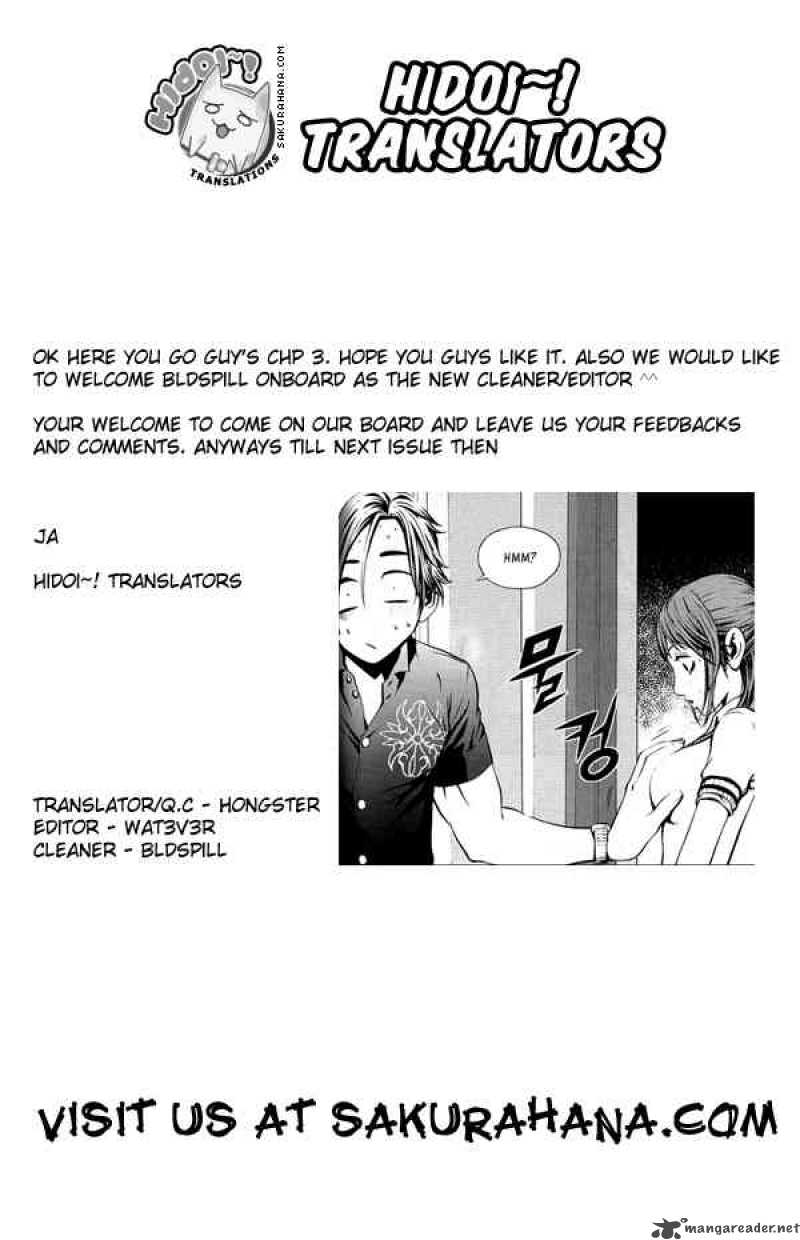 HIDOI~!
TRANSLATIONS
SAKURAHANA.COM
HIDOI~!
TRANSLATORS
OK HERE YOU GO GUY'S CHP 3. HOPE YOU GUYS LIKE IT. ALSO WE WOULD LIKE
TO WELCOME BLDSPILL ONBOARD AS THE NEW CLEANER/EDITOR ^^
YOUR WELCOME TO COME ON OUR BOARD AND LEAVE US YOUR FEEDBACKS
AND COMMENTS. ANYWAYS TILL NEXT ISSUE THEN
JA
HIDOI~! TRANSLATORS
HMM?
물컹
TRANSLATOR/Q.C - HONGSTER
EDITOR - WAT3V3R
CLEANER - BLDSPILL
VISIT US AT SAKURAHANA.COM
mangareader.net